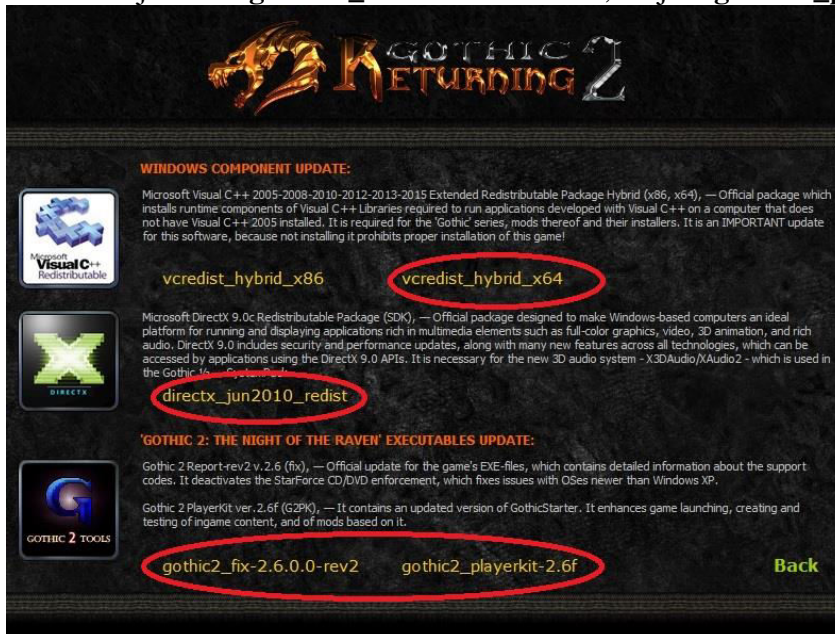 GOTHIC 2
RETURNING
WINDOWS COMPONENT UPDATE:
Microsoft Visual C++ 2005-2008-2010-2012-2013-2015 Extended Redistributable Package Hybrid (x86, x64), — Official package which
installs runtime components of Visual C++ Libraries required to run applications developed with Visual C++ on a computer that does
not have Visual C++ 2005 installed. It is required for the 'Gothic' series, mods thereof and their installers. It is an IMPORTANT update
for this software, because not installing it prohibits proper installation of this game!
Microsoft
Visual C++
Redistributable
vcredist_hybrid_x86 vcredist_hybrid_x64
Microsoft DirectX 9.0c Redistributable Package (SDK), — Official package designed to make Windows-based computers an ideal
platform for running and displaying applications rich in multimedia elements such as full-color graphics, video, 3D animation, and rich
audio. DirectX 9.0 includes security and performance updates, along with many new features across all technologies, which can be
accessed by applications using the DirectX 9.0 APIs. It is necessary for the new 3D audio system - X3DAudio/XAudio2 - which is used in
the Gothic ½
DIRECTX
directx_jun2010_redist
'GOTHIC 2: THE NIGHT OF THE RAVEN' EXECUTABLES UPDATE:
Gothic 2 Report-rev2 v.2.6 (fix), — Official update for the game's EXE-files, which contains detailed information about the support
codes. It deactivates the StarForce CD/DVD enforcement, which fixes issues with OSes newer than Windows XP.
Gothic 2 PlayerKit ver.2.6f (G2PK), — It contains an updated version of GothicStarter. It enhances game launching, creating and
testing of ingame content, and of mods based on it.
GOTHIC 2 TOOLS
gothic2_fix-2.6.0.0-rev2 gothic2_playerkit-2.6f Back